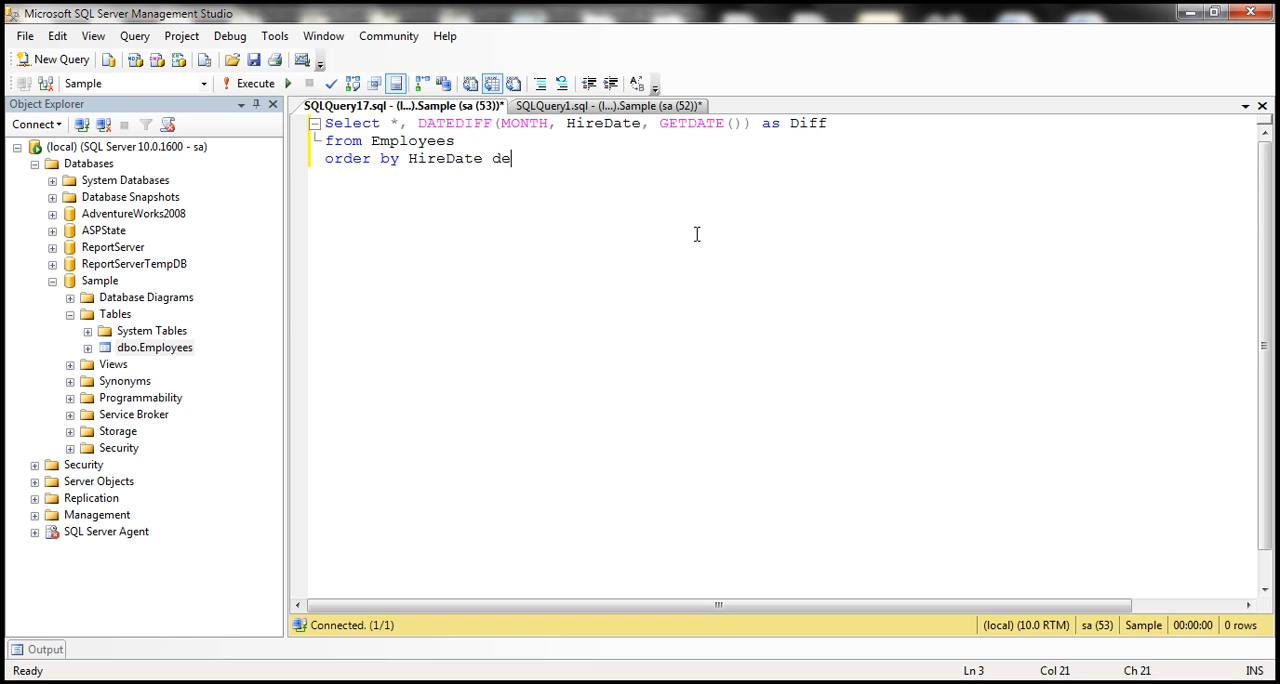 Microsoft SQL Server Management Studio
File Edit View Query Project Debug Tools Window Community Help
New Query
Sample Execute
Object Explorer
SQLQuery17.sql - (l...).Sample (sa (53))* SQLQuery1.sql - (l...).Sample (sa (52))*
Connect
Select *, DATEDIFF(MONTH, HireDate, GETDATE()) as Diff
from Employees
order by HireDate de
(local) (SQL Server 10.0.1600 - sa)
Databases
System Databases
Database Snapshots
AdventureWorks2008
ASPState
ReportServer
ReportServerTempDB
Sample
Database Diagrams
Tables
System Tables
dbo.Employees
Views
Synonyms
Programmability
Service Broker
Storage
Security
Security
Server Objects
Replication
Management
SQL Server Agent
Connected. (1/1) (local) (10.0 RTM) sa (53) Sample 00:00:00 0 rows
Output
Ready Ln 3 Col 21 Ch 21 INS